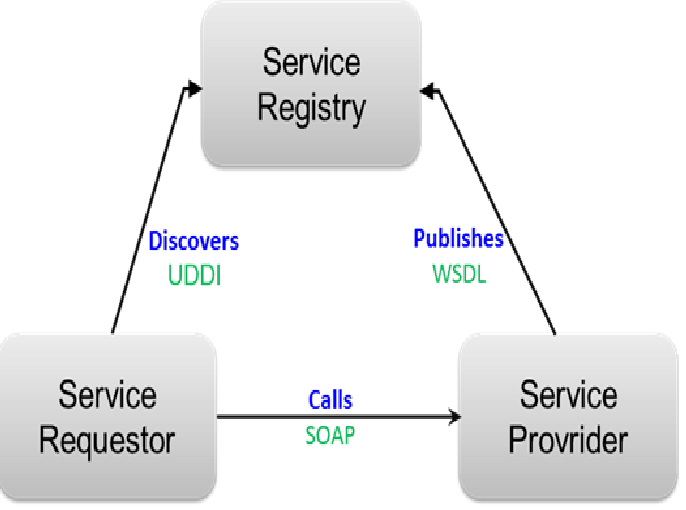 Service
Registry
Discovers
UDDI
Publishes
WSDL
Service
Requestor
Calls
SOAP
Service
Provrider